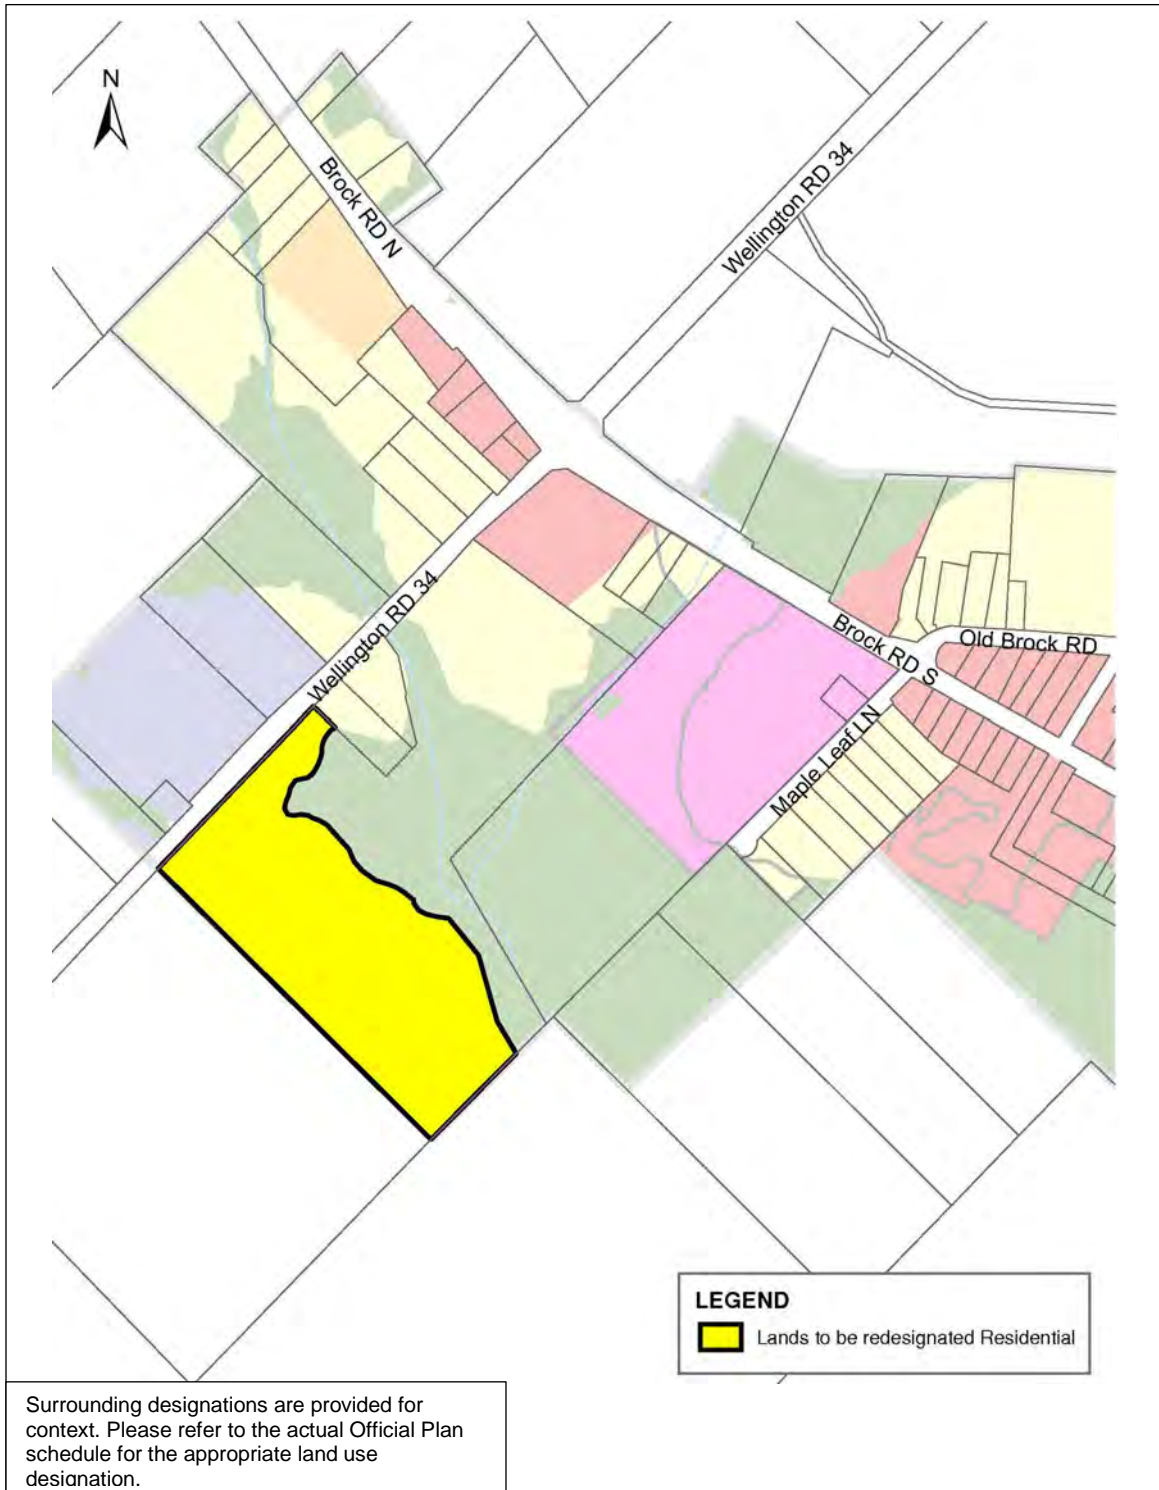 N
Brock RD N
Wellington RD 34
Wellington RD 34
Brock RD S
Old Brock RD
Maple Leaf LN
LEGEND
Lands to be redesignated Residential
Surrounding designations are provided for
context. Please refer to the actual Official Plan
schedule for the appropriate land use
designation.